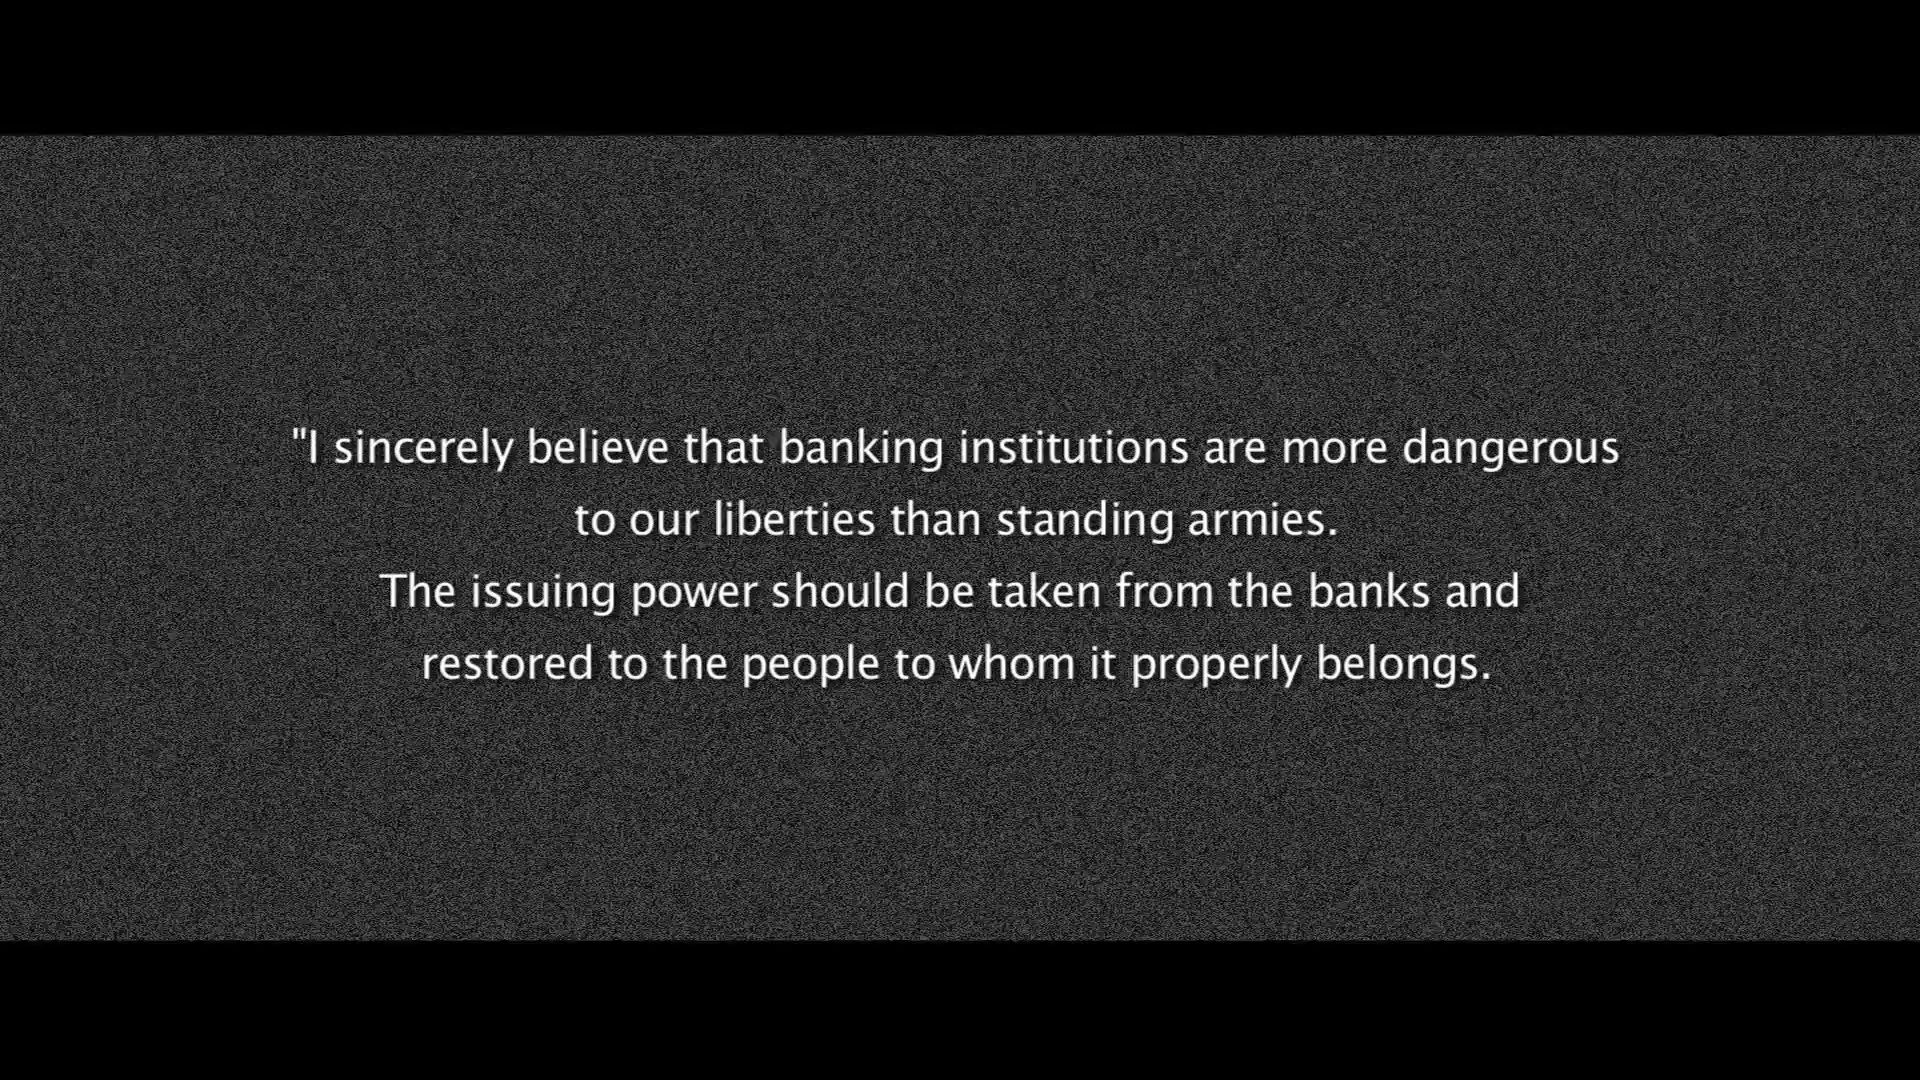 "I sincerely believe that banking institutions are more dangerous
to our liberties than standing armies.
The issuing power should be taken from the banks and
restored to the people to whom it properly belongs.